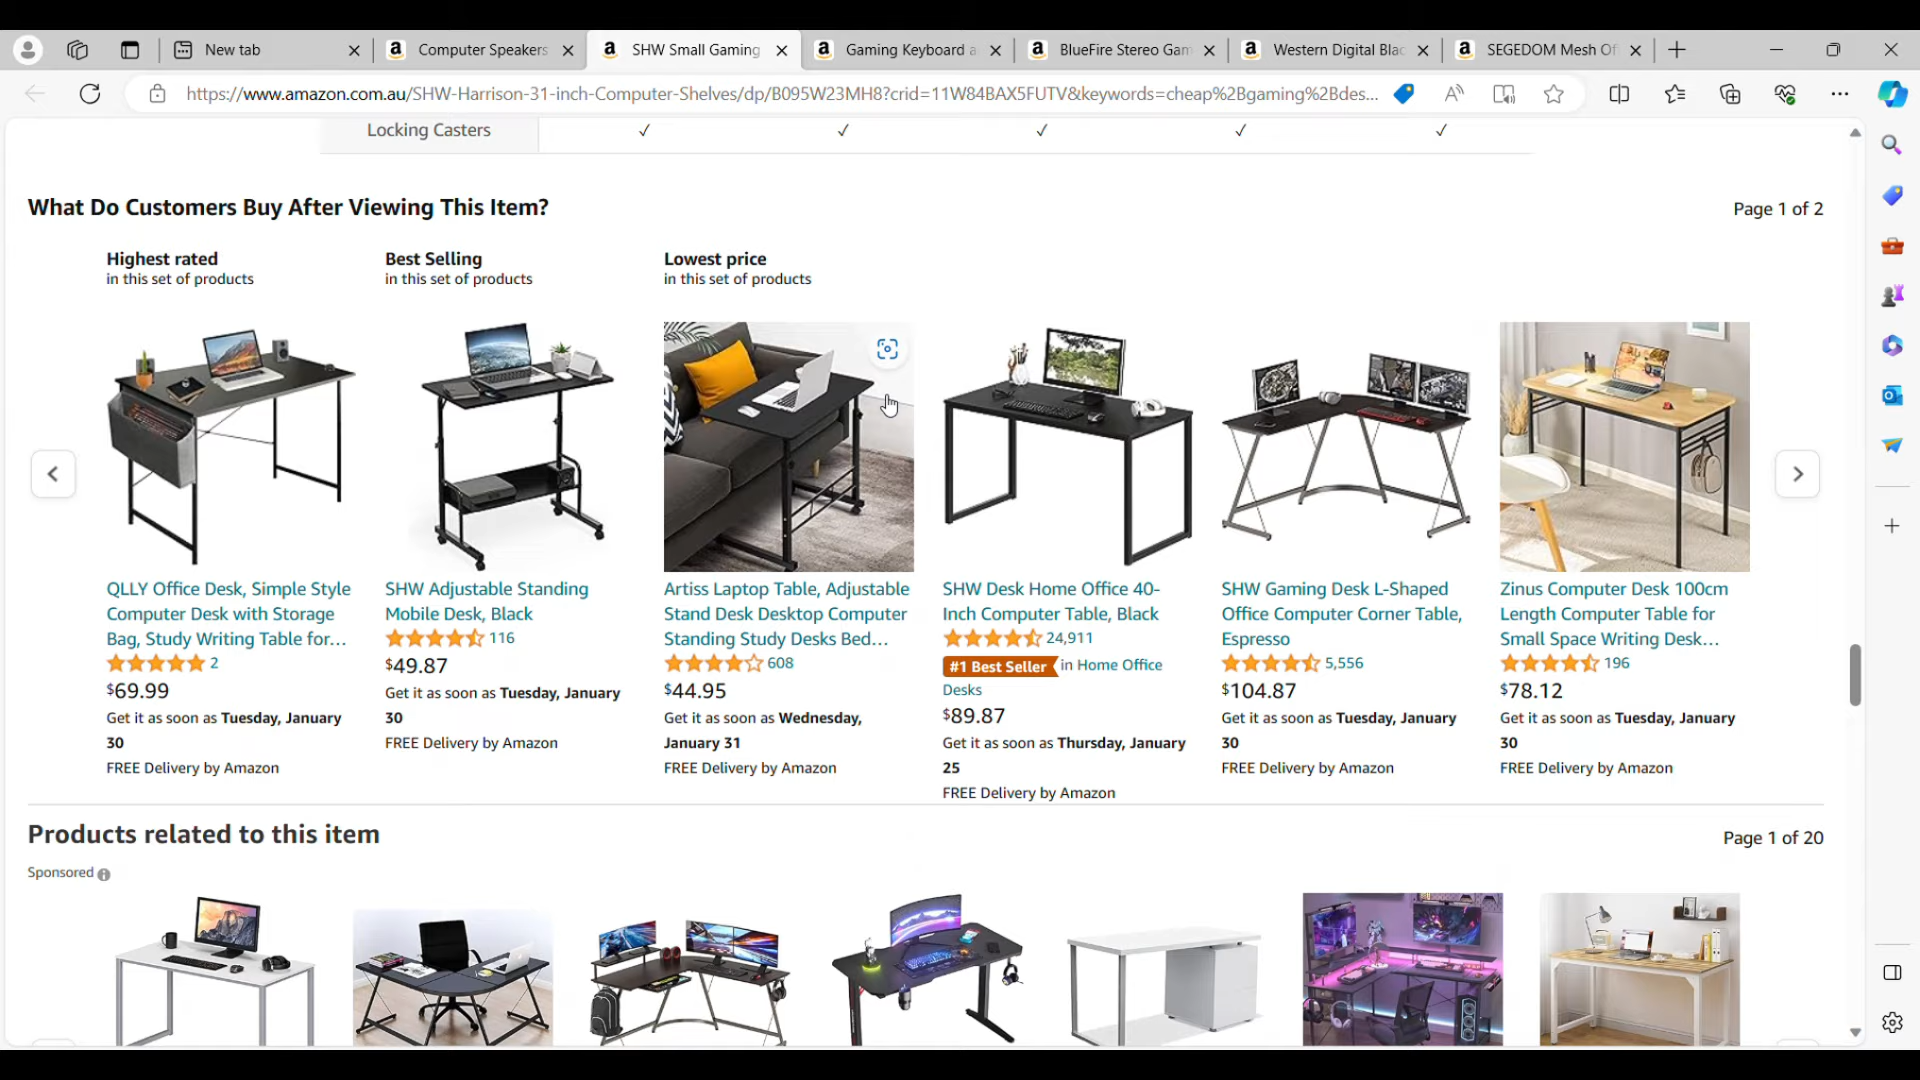 New tab
Computer Speakers
SHW Small Gaming
Gaming Keyboard a
BlueFire Stereo Gam
Western Digital Blac
SEGEDOM Mesh Of
https://www.amazon.com.au/SHW-Harrison-31-inch-Computer-Shelves/dp/B095W23MH8?crid=11W84BAX5FUTV&keywords=cheap%2Bgaming%2Bdes...
Locking Casters ✓ ✓ ✓ ✓ ✓
What Do Customers Buy After Viewing This Item?
Page 1 of 2
Highest rated
in this set of products
Best Selling
in this set of products
Lowest price
in this set of products
QLLY Office Desk, Simple Style
Computer Desk with Storage
Bag, Study Writing Table for...
2
$69.99
Get it as soon as Tuesday, January
30
FREE Delivery by Amazon
SHW Adjustable Standing
Mobile Desk, Black
116
$49.87
Get it as soon as Tuesday, January
30
FREE Delivery by Amazon
Artiss Laptop Table, Adjustable
Stand Desk Desktop Computer
Standing Study Desks Bed...
608
$44.95
Get it as soon as Wednesday,
January 31
FREE Delivery by Amazon
SHW Desk Home Office 40-
Inch Computer Table, Black
24,911
#1 Best Seller in Home Office
Desks
$89.87
Get it as soon as Thursday, January
25
FREE Delivery by Amazon
SHW Gaming Desk L-Shaped
Office Computer Corner Table,
Espresso
5,556
$104.87
Get it as soon as Tuesday, January
30
FREE Delivery by Amazon
Zinus Computer Desk 100cm
Length Computer Table for
Small Space Writing Desk...
196
$78.12
Get it as soon as Tuesday, January
30
FREE Delivery by Amazon
Products related to this item
Page 1 of 20
Sponsored